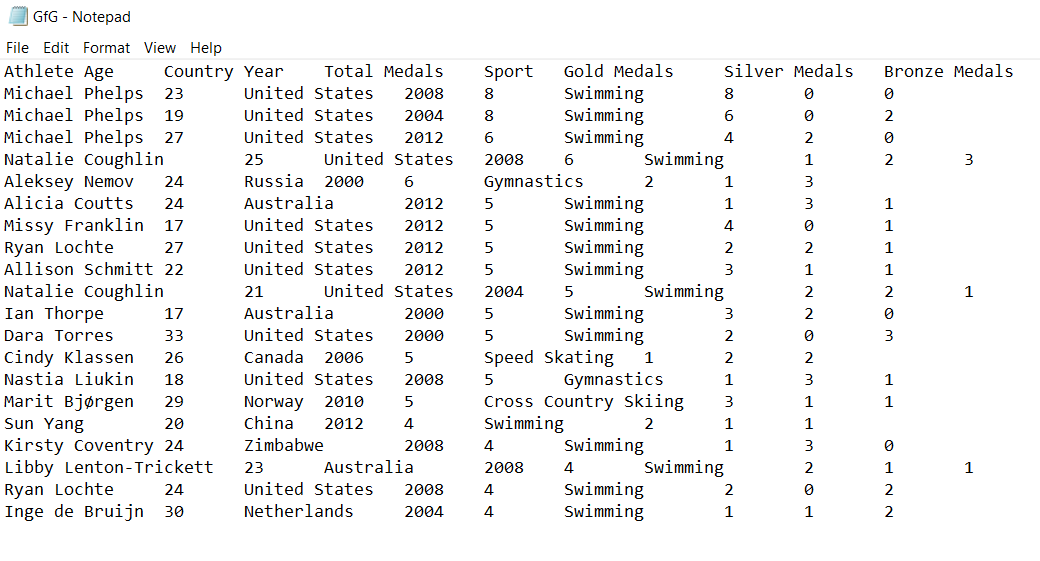 GfG - Notepad
File Edit Format View Help
Athlete Age Country Year Total Medals Sport Gold Medals Silver Medals Bronze Medals
Michael Phelps 23 United States 2008 8 Swimming 8 0 0
Michael Phelps 19 United States 2004 8 Swimming 6 0 2
Michael Phelps 27 United States 2012 6 Swimming 4 2 0
Natalie Coughlin 25 United States 2008 6 Swimming 1 2 3
Aleksey Nemov 24 Russia 2000 6 Gymnastics 2 1 3
Alicia Coutts 24 Australia 2012 5 Swimming 1 3 1
Missy Franklin 17 United States 2012 5 Swimming 4 0 1
Ryan Lochte 27 United States 2012 5 Swimming 2 2 1
Allison Schmitt 22 United States 2012 5 Swimming 3 1 1
Natalie Coughlin 21 United States 2004 5 Swimming 2 2 1
Ian Thorpe 17 Australia 2000 5 Swimming 3 2 0
Dara Torres 33 United States 2000 5 Swimming 2 0 3
Cindy Klassen 26 Canada 2006 5 Speed Skating 1 2 2
Nastia Liukin 18 United States 2008 5 Gymnastics 1 3 1
Marit Bjørgen 29 Norway 2010 5 Cross Country Skiing 3 1 1
Sun Yang 20 China 2012 4 Swimming 2 1 1
Kirsty Coventry 24 Zimbabwe 2008 4 Swimming 1 3 0
Libby Lenton-Trickett 23 Australia 2008 4 Swimming 2 1 1
Ryan Lochte 24 United States 2008 4 Swimming 2 0 2
Inge de Bruijn 30 Netherlands 2004 4 Swimming 1 1 2